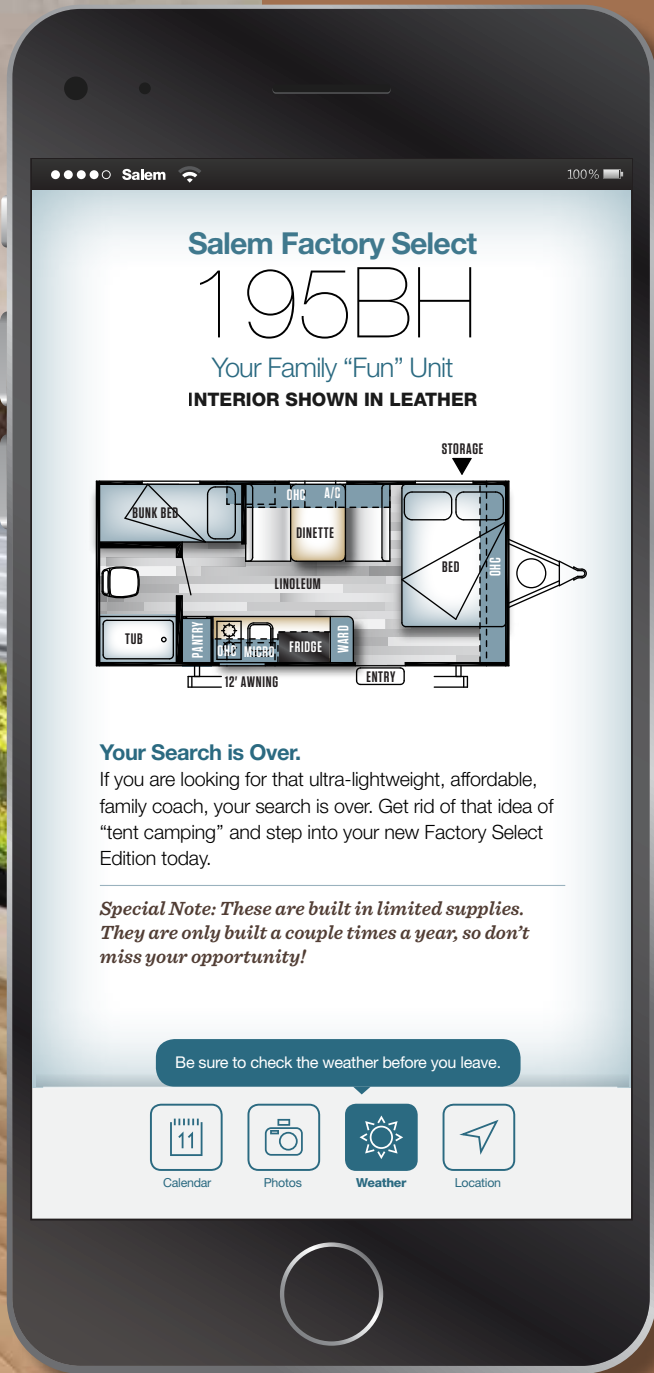 Salem
100%
Salem Factory Select
195BH
Your Family “Fun” Unit
INTERIOR SHOWN IN LEATHER
STORAGE
BUNK BED
OHC
A/C
DINETTE
LINOLEUM
BED
OHC
TUB
PANTRY
OHC
MICRO
FRIDGE
WARD
12' AWNING
ENTRY
Your Search is Over.
If you are looking for that ultra-lightweight, affordable,
family coach, your search is over. Get rid of that idea of
“tent camping” and step into your new Factory Select
Edition today.
Special Note: These are built in limited supplies.
They are only built a couple times a year, so don’t
miss your opportunity!
Be sure to check the weather before you leave.
11
Calendar
Photos
Weather
Location